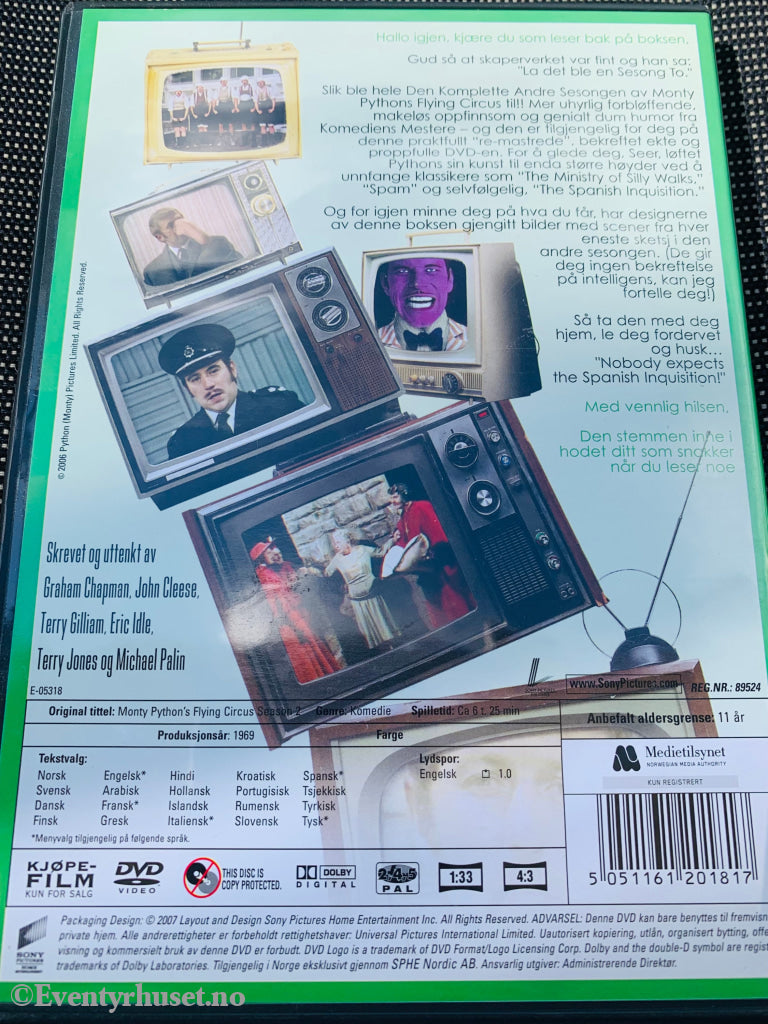 Hallo igjen, kjære du som leser bak på boksen,
Gud så at skaperverket var fint og han sa:
"La det ble en Sesong To."
Slik ble hele Den Komplette Andre Sesongen av Monty
Pythons Flying Circus til!! Mer uhyrlig forbløffende,
makeløs oppfinnsom og genialt dum humor fra
Komediens Mestere – og den er tilgjengelig for deg på
denne praktfullt "re-mastrede", bekreftet ekte og
proppfulle DVD-en. For å glede deg, Seer, løftet
Pythons sin kunst til enda større høyder ved å
unnfange klassikere som "The Ministry of Silly Walks,"
"Spam" og selvfølgelig, "The Spanish Inquisition."
Og for igjen minne deg på hva du får, har designerne
av denne boksen gjengitt bilder med scener fra hver
eneste sketsj i den
andre sesongen. (De gir
deg ingen bekreftelse
på intelligens, kan jeg
fortelle deg!)
Så ta den med deg
hjem, le deg fordervet
og husk...
"Nobody expects
the Spanish Inquisition!"
Med vennlig hilsen,
Den stemmen inne i
hodet ditt som snakker
når du leser noe
© 2006 Python (Monty) Pictures Limited. All Rights Reserved.
Skrevet og uttenkt av
Graham Chapman, John Cleese,
Terry Gilliam, Eric Idle,
Terry Jones og Michael Palin
E-05318
www.SonyPictures.com
REG.NR.: 89524
Original tittel: Monty Python's Flying Circus Season 2 Genre: Komedie Spilletid: Ca 6 t. 25 min
Anbefalt aldersgrense: 11 år
Produksjonsår: 1969 Farge
Medietilsynet
NORWEGIAN MEDIA AUTHORITY
KUN REGISTRERT
Tekstvalg:
Norsk Engelsk* Hindi Kroatisk Spansk*
Svensk Arabisk Hollansk Portugisisk Tsjekkisk
Dansk Fransk* Islandsk Rumensk Tyrkisk
Finsk Gresk Italiensk* Slovensk Tysk*
*Menyvalg tilgjengelig på følgende språk.
Lydspor:
Engelsk 1.0
KJØPE-
FILM
KUN FOR SALG
DVD
VIDEO
THIS DISC IS
COPY PROTECTED.
DOLBY
DIGITAL
2 4 5
PAL
1:33
4:3
5 051161 201817
SONY
PICTURES
HOME
ENTERTAINMENT
Packaging Design: © 2007 Layout and Design Sony Pictures Home Entertainment Inc. All Rights Reserved. ADVARSEL: Denne DVD kan bare benyttes til fremvisn
private hjem. Alle andrerettigheter er forbeholdt rettighetshaver: Universal Pictures International Limited. Uautorisert kopiering, utlån, organisert bytting, offe
visning og kommersielt bruk av denne DVD er forbudt. DVD Logo is a trademark of DVD Format/Logo Licensing Corp. Dolby and the double-D symbol are regist
trademarks of Dolby Laboratories. Tilgjengelig i Norge eksklusivt gjennom SPHE Nordic AB. Ansvarlig utgiver: Administrerende Direktør.
©Eventyrhuset.no